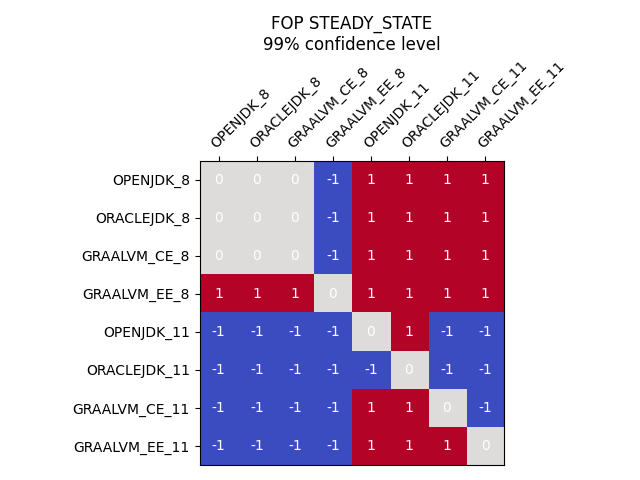 FOP STEADY_STATE
99% confidence level
OPENJDK_8 ORACLEJDK_8 GRAALVM_CE_8 GRAALVM_EE_8 OPENJDK_11 ORACLEJDK_11 GRAALVM_CE_11 GRAALVM_EE_11
OPENJDK_8 0 0 0 -1 1 1 1 1
ORACLEJDK_8 0 0 0 -1 1 1 1 1
GRAALVM_CE_8 0 0 0 -1 1 1 1 1
GRAALVM_EE_8 1 1 1 0 1 1 1 1
OPENJDK_11 -1 -1 -1 -1 0 1 -1 -1
ORACLEJDK_11 -1 -1 -1 -1 -1 0 -1 -1
GRAALVM_CE_11 -1 -1 -1 -1 1 1 0 -1
GRAALVM_EE_11 -1 -1 -1 -1 1 1 1 0